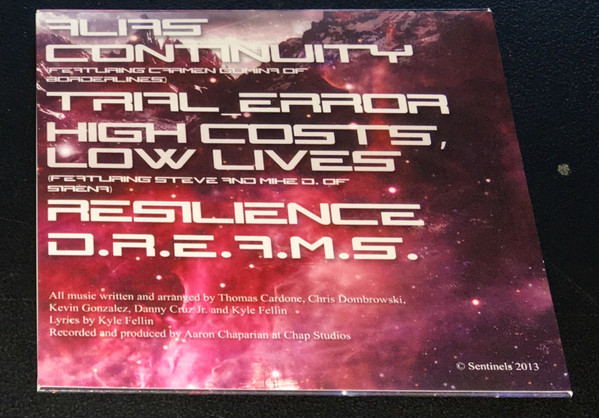 ALIAS
CONTINUITY
(FEATURING CARMEN GUMINA OF
BORDERLINES)
TRIAL_ERROR
HIGH COSTS,
LOW LIVES
(FEATURING STEVE AND MIKE D. OF
SIRENA)
RESILIENCE
D.R.E.A.M.S.
All music written and arranged by Thomas Cardone, Chris Dombrowski,
Kevin Gonzalez, Danny Cruz Jr. and Kyle Fellin
Lyrics by Kyle Fellin
Recorded and produced by Aaron Chaparian at Chap Studios
© Sentinels 2013